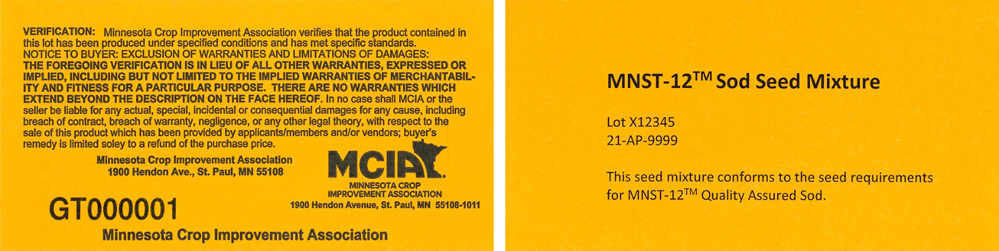 VERIFICATION: Minnesota Crop Improvement Association verifies that the product contained in
this lot has been produced under specified conditions and has met specific standards.
NOTICE TO BUYER: EXCLUSION OF WARRANTIES AND LIMITATIONS OF DAMAGES:
THE FOREGOING VERIFICATION IS IN LIEU OF ALL OTHER WARRANTIES, EXPRESSED OR
IMPLIED, INCLUDING BUT NOT LIMITED TO THE IMPLIED WARRANTIES OF MERCHANTABIL-
ITY AND FITNESS FOR A PARTICULAR PURPOSE. THERE ARE NO WARRANTIES WHICH
EXTEND BEYOND THE DESCRIPTION ON THE FACE HEREOF. In no case shall MCIA or the
seller be liable for any actual, special, incidental or consequential damages for any cause, including
breach of contract, breach of warranty, negligence, or any other legal theory, with respect to the
sale of this product which has been provided by applicants/members and/or vendors; buyer's
remedy is limited soley to a refund of the purchase price.
Minnesota Crop Improvement Association
1900 Hendon Ave., St. Paul, MN 55108
MCIA
MINNESOTA CROP
IMPROVEMENT ASSOCIATION
1900 Hendon Avenue, St. Paul, MN 55108-1011
GT000001
Minnesota Crop Improvement Association
MNST-12™ Sod Seed Mixture
Lot X12345
21-AP-9999
This seed mixture conforms to the seed requirements
for MNST-12™ Quality Assured Sod.